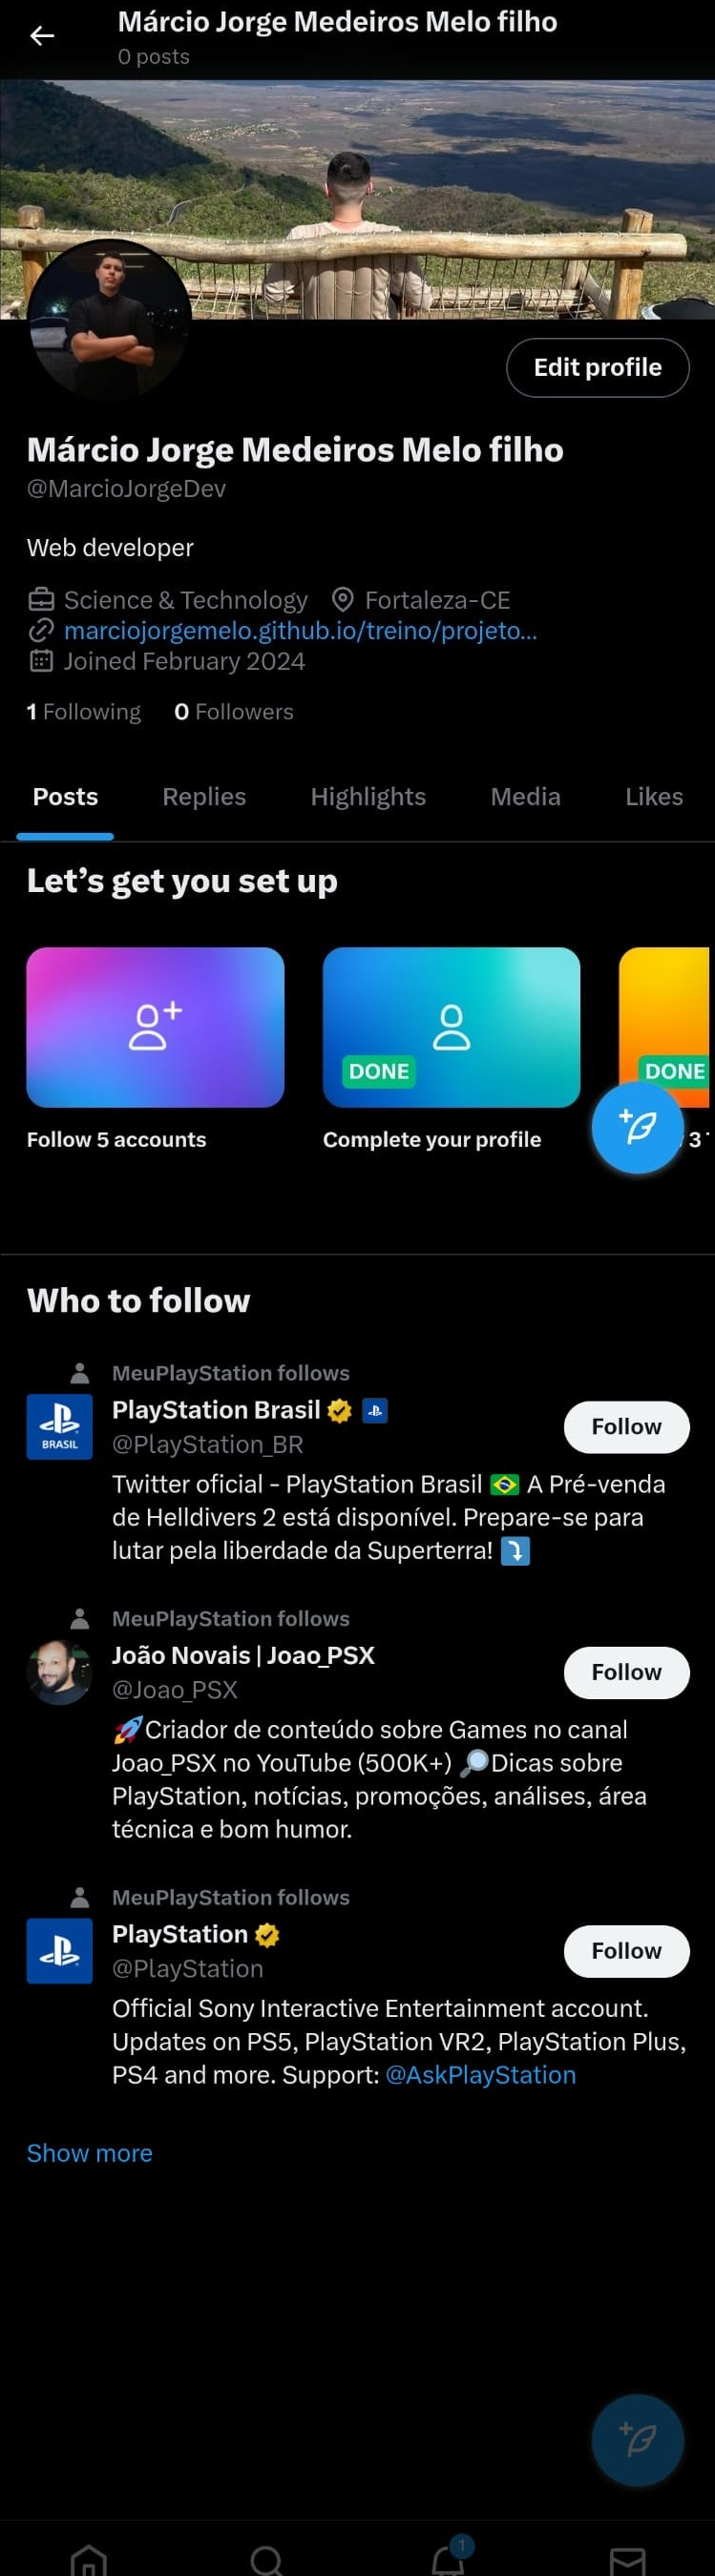 Márcio Jorge Medeiros Melo filho
0 posts
Edit profile
Márcio Jorge Medeiros Melo filho
@MarcioJorgeDev
Web developer
Science & Technology Fortaleza-CE
marciojorgemelo.github.io/treino/projeto...
Joined February 2024
1 Following 0 Followers
Posts Replies Highlights Media Likes
Let’s get you set up
DONE DONE
Follow 5 accounts Complete your profile 3
Who to follow
MeuPlayStation follows
PlayStation Brasil
BRASIL
Follow
@PlayStation_BR
Twitter oficial - PlayStation Brasil 🇧🇷 A Pré-venda
de Helldivers 2 está disponível. Prepare-se para
lutar pela liberdade da Superterra! ⤵️
MeuPlayStation follows
João Novais | Joao_PSX
Follow
@Joao_PSX
🚀Criador de conteúdo sobre Games no canal
Joao_PSX no YouTube (500K+) 🔎Dicas sobre
PlayStation, notícias, promoções, análises, área
técnica e bom humor.
MeuPlayStation follows
PlayStation
Follow
@PlayStation
Official Sony Interactive Entertainment account.
Updates on PS5, PlayStation VR2, PlayStation Plus,
PS4 and more. Support: @AskPlayStation
Show more
1